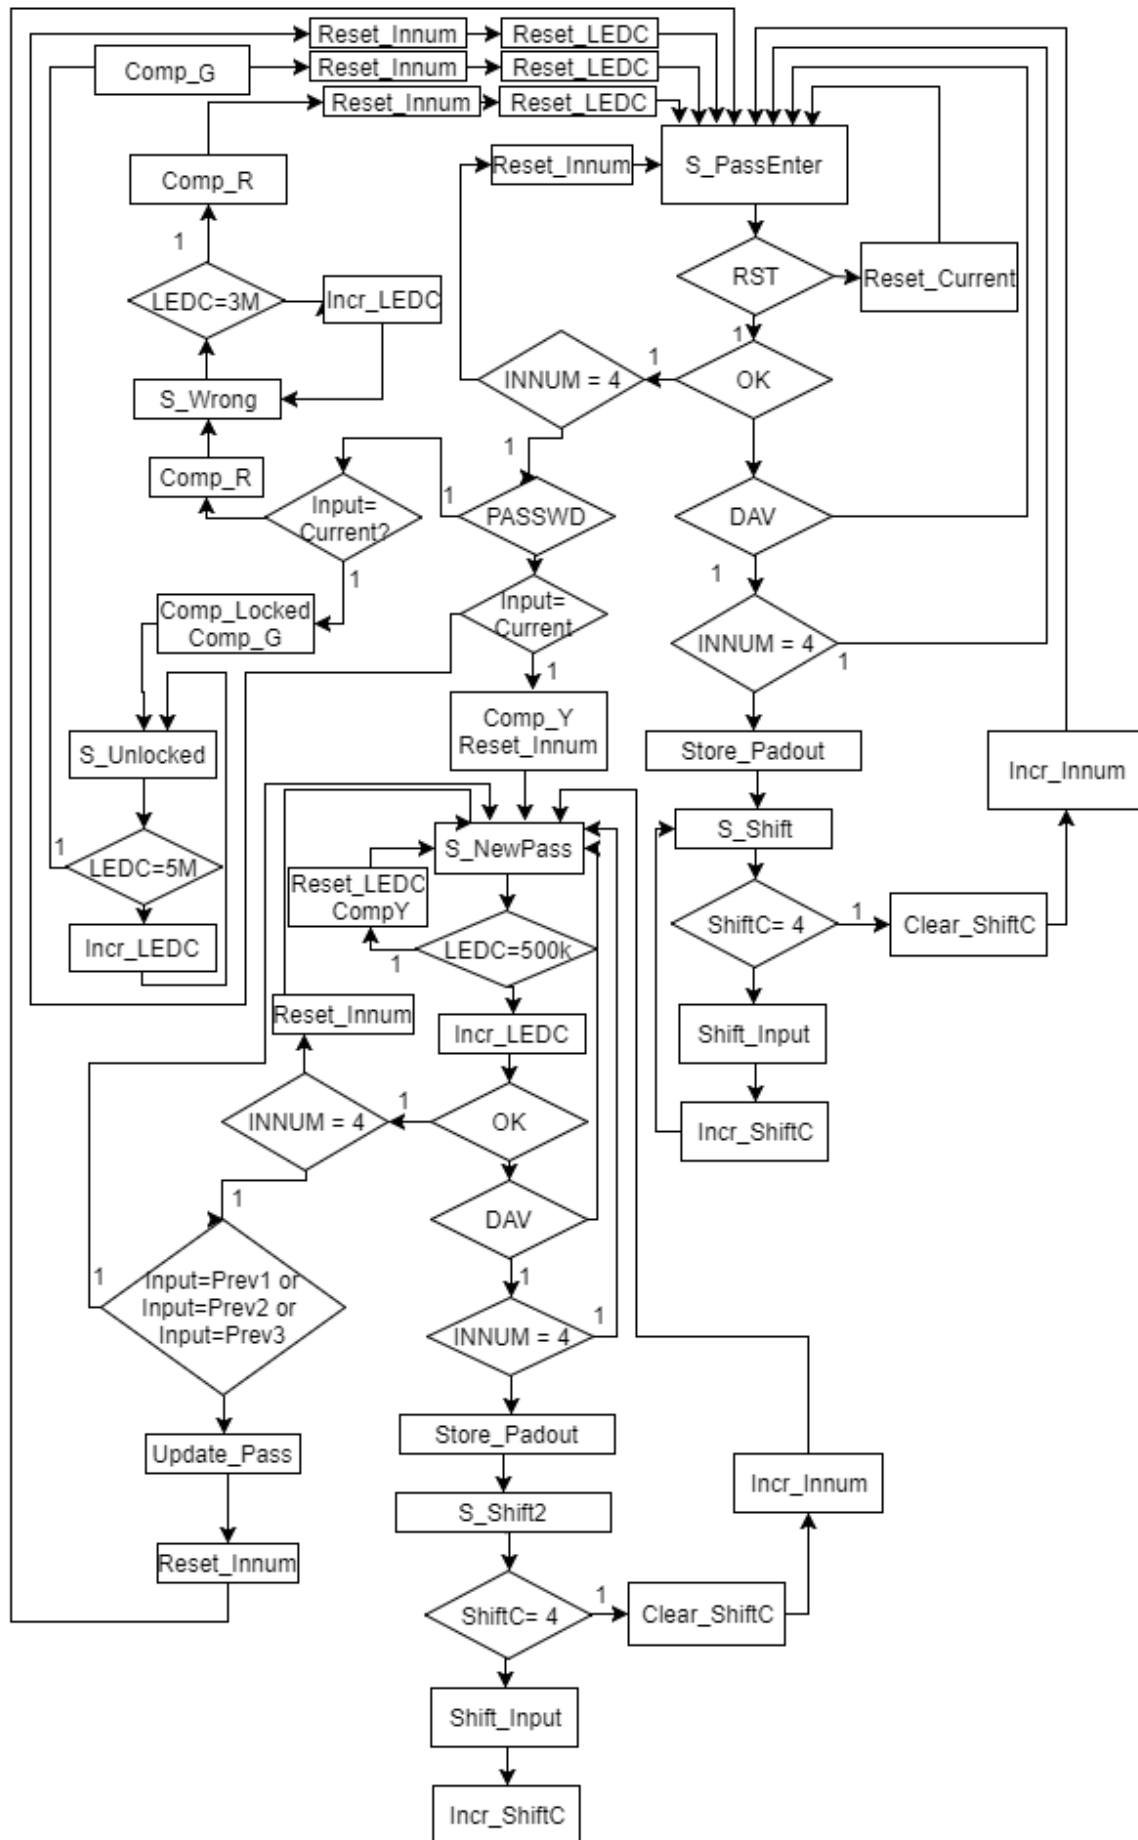 Reset_Innum
Reset_LEDC
Comp_G
Reset_Innum
Reset_LEDC
Reset_Innum
Reset_LEDC
Comp_R
Reset_Innum
S_PassEnter
1
LEDC=3M
Incr_LEDC
RST
Reset_Current
1
1
INNUM = 4
OK
S_Wrong
1
Comp_R
Input=
Current?
1
PASSWD
DAV
1
1
Comp_Locked
Comp_G
Input=
Current
INNUM = 4
1
1
Comp_Y
Reset_Innum
S_Unlocked
Store_Padout
Incr_Innum
S_NewPass
S_Shift
1
LEDC=5M
Reset_LEDC
CompY
ShiftC= 4
1
Clear_ShiftC
Incr_LEDC
LEDC=500k
1
Reset_Innum
Incr_LEDC
Shift_Input
INNUM = 4
1
OK
Incr_ShiftC
1
DAV
1
Input=Prev1 or
Input=Prev2 or
Input=Prev3
1
INNUM = 4
1
Update_Pass
Store_Padout
Incr_Innum
S_Shift2
Reset_Innum
ShiftC= 4
1
Clear_ShiftC
Shift_Input
Incr_ShiftC